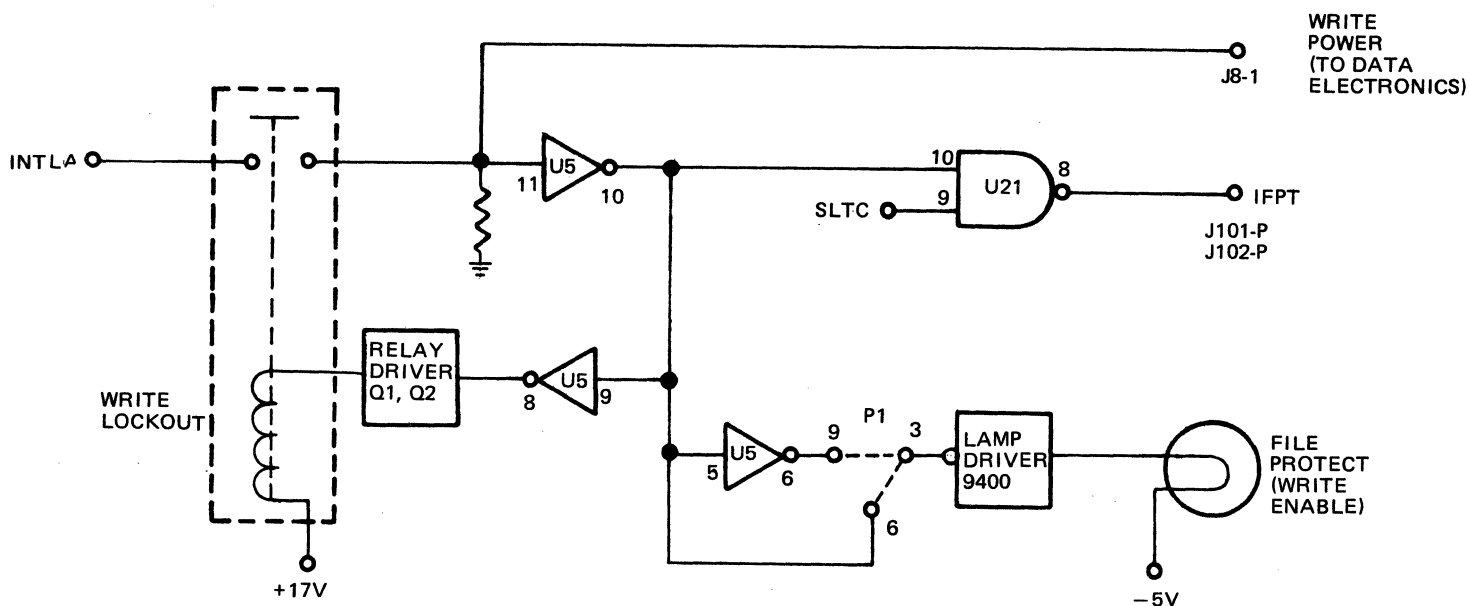 WRITE
POWER
(TO DATA
ELECTRONICS)
J8-1
INTLA
U5
11
10
10
9
U21
8
SLTC
IFPT
J101-P
J102-P
RELAY
DRIVER
Q1, Q2
U5
8
9
WRITE
LOCKOUT
P1
U5
5
6
9
3
6
LAMP
DRIVER
9400
FILE
PROTECT
(WRITE
ENABLE)
+17V
−5V